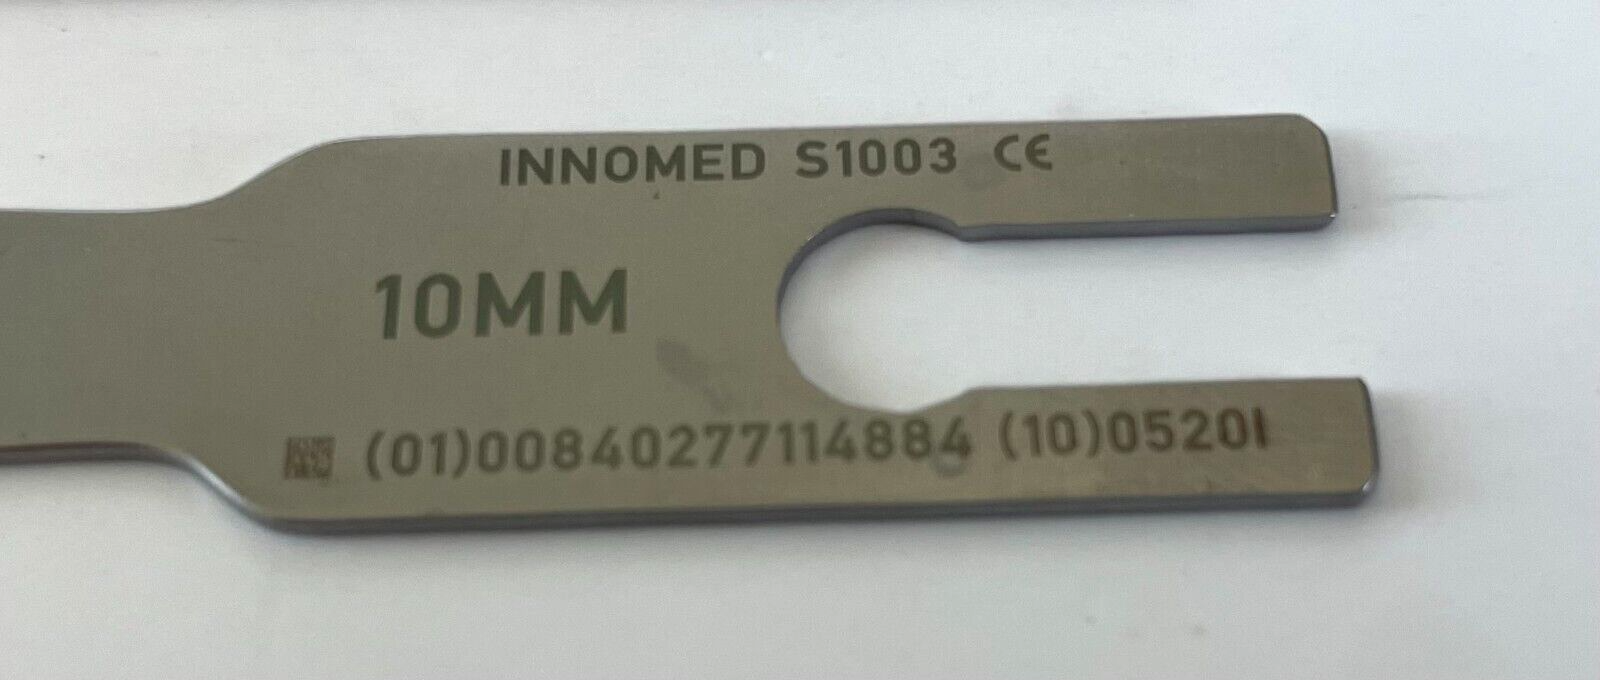 INNOMED S1003 CE
10MM
(01)00840277114884 (10)0520I